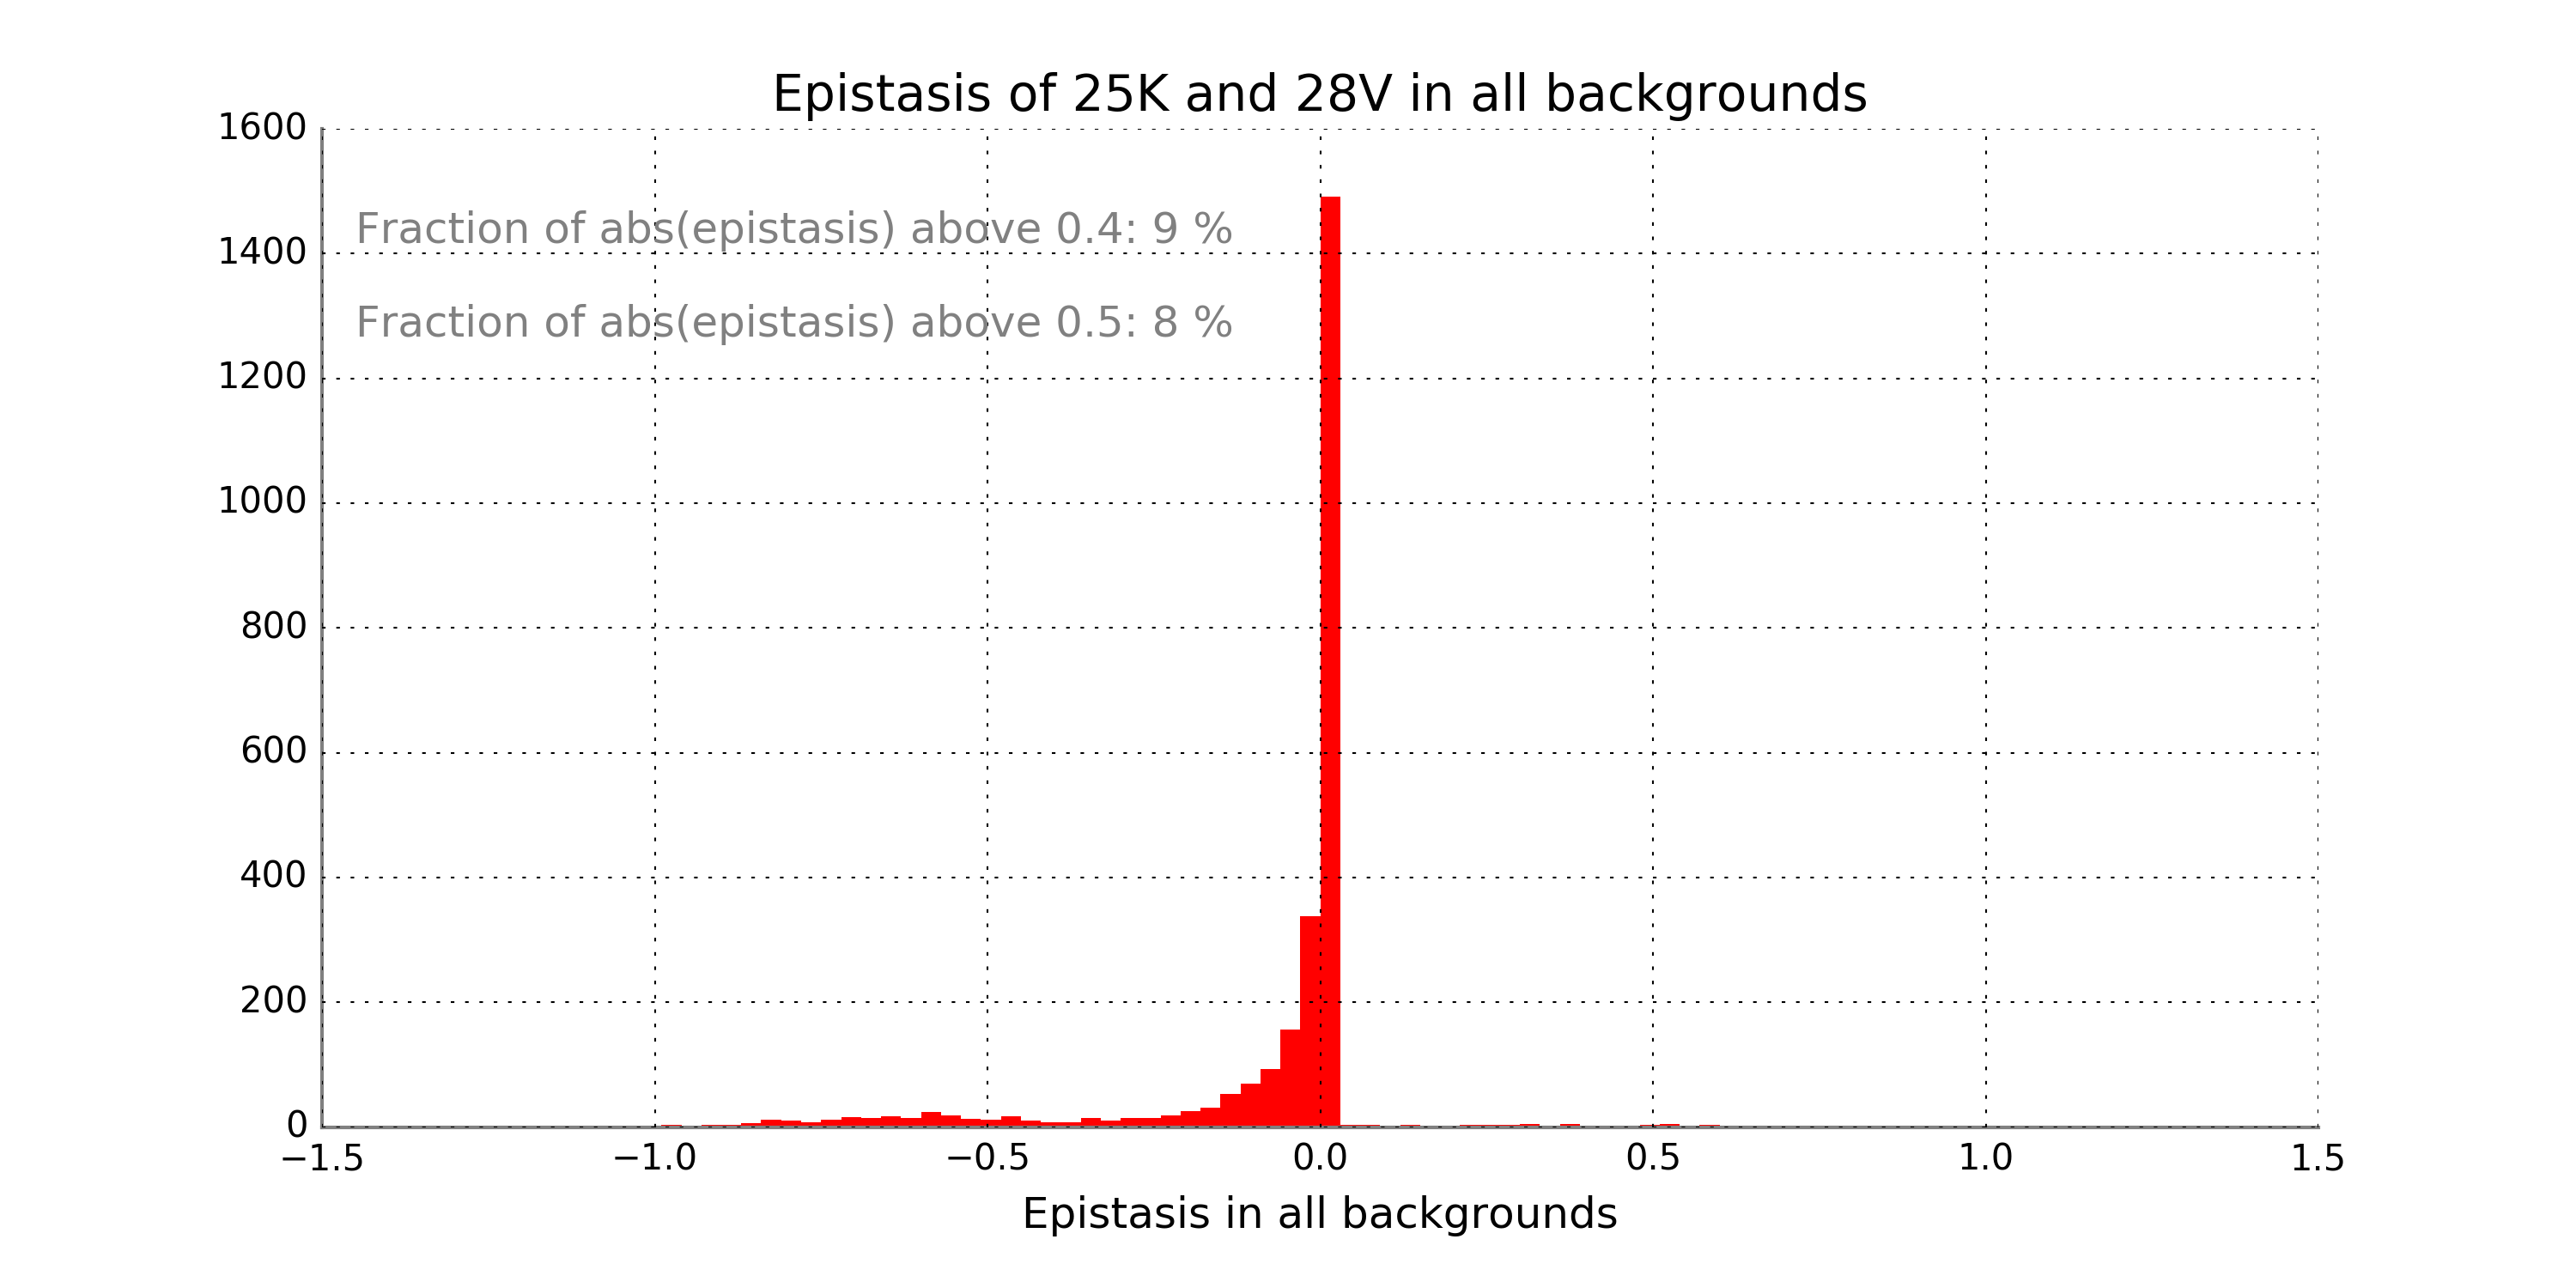 Epistasis of 25K and 28V in all backgrounds
1600
1400
1200
1000
800
600
400
200
0
Fraction of abs(epistasis) above 0.4: 9 %
Fraction of abs(epistasis) above 0.5: 8 %
−1.5 −1.0 −0.5 0.0 0.5 1.0 1.5
Epistasis in all backgrounds